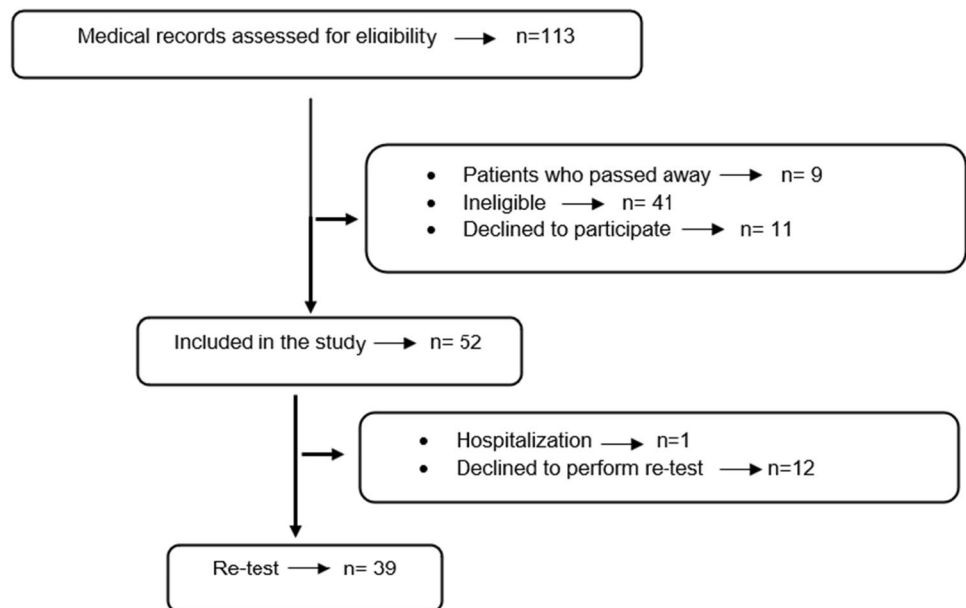 Medical records assessed for eligibility → n=113
• Patients who passed away → n= 9
• Ineligible → n= 41
• Declined to participate → n= 11
Included in the study → n= 52
• Hospitalization → n=1
• Declined to perform re-test → n=12
Re-test → n= 39